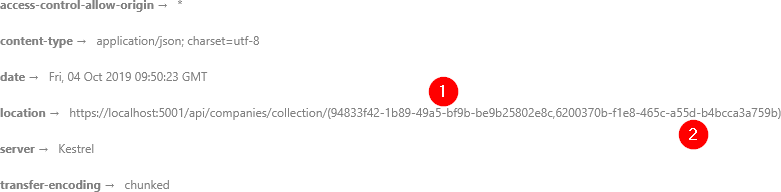 access-control-allow-origin → *
content-type → application/json; charset=utf-8
date → Fri, 04 Oct 2019 09:50:23 GMT
1
location → https://localhost:5001/api/companies/collection/(94833f42-1b89-49a5-bf9b-be9b25802e8c,6200370b-f1e8-465c-a55d-b4bcca3a759b)
2
server → Kestrel
transfer-encoding → chunked